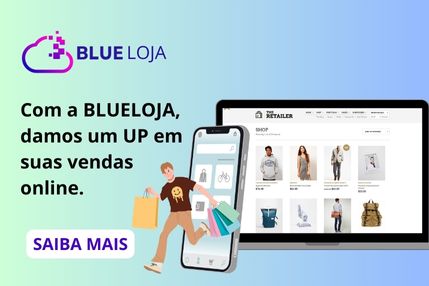 BLUE LOJA
Com a BLUELOJA,
damos um UP em
suas vendas
online.
SAIBA MAIS
THE
RETAILER
SHOP